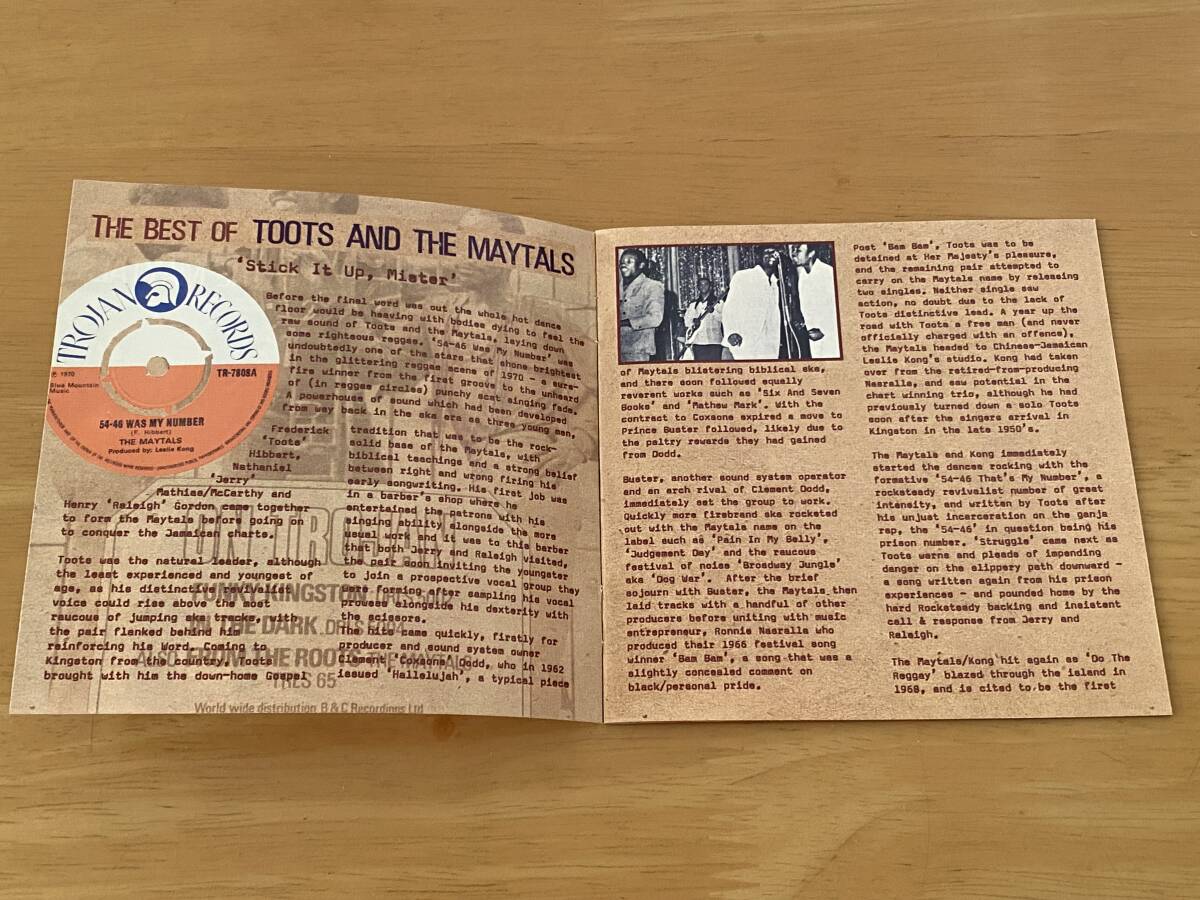 THE BEST OF TOOTS AND THE MAYTALS
'Stick It Up, Mister'
TROJAN RECORDS
℗ 1970
Blue Mountain
Music
TR-7808A
54-46 WAS MY NUMBER
(F. Hibbert)
THE MAYTALS
Produced by: Leslie Kong
Before the final word was out the whole hot dance
floor would be heaving with bodies dying to feel the
raw sound of Toots and the Maytals, laying down
some righteous reggae. '54-46 Was My Number' was
undoubtedly one of the stars that shone brightest
in the glittering reggae scene of 1970 - a sure-
fire winner from the first groove to the unheard
of (in reggae circles) punchy scat singing fade.
A powerhouse of sound which had been developed
from way back in the ska era as three young men,
Frederick
'Toots'
Hibbert,
Nathaniel
'Jerry'
Mathias/McCarthy and
Henry 'Raleigh' Gordon came together
to form the Maytals before going on
to conquer the Jamaican charts.
Toots was the natural leader, although
the least experienced and youngest of
age, as his distinctive revivalist
voice could rise above the most
raucous of jumping ska tracks, with
the pair flanked behind his
reinforcing his Word. Coming to
Kingston from the country, Toots
brought with him the down-home Gospel
tradition that was to be the rock-
solid base of the Maytals, with
biblical teachings and a strong belief
between right and wrong firing his
early songwriting. His first job was
in a barber's shop where he
entertained the patrons with his
singing ability alongside the more
usual work and it was to this barber
that both Jerry and Raleigh visited,
the pair soon inviting the youngster
to join a prospective vocal group they
were forming after sampling his vocal
prowess alongside his dexterity with
the scissors.
The hits came quickly, firstly for
producer and sound system owner
Clement 'Coxsone' Dodd, who in 1962
issued 'Hallelujah', a typical piece
ON TROJAN
FUNKY KINGSTON
IN THE DARK
ALSO FROM THE ROOTS THE MAYTALS
TRLS 65
World wide distribution B & C Recordings Ltd
of Maytals blistering biblical ska,
and there soon followed equally
reverent works such as 'Six And Seven
Books' and 'Mathew Mark'. With the
contract to Coxsone expired a move to
Prince Buster followed, likely due to
the paltry rewards they had gained
from Dodd.
Buster, another sound system operator
and an arch rival of Clement Dodd,
immediately set the group to work.
Quickly more firebrand ska rocketed
out with the Maytals name on the
label such as 'Pain In My Belly',
'Judgement Day' and the raucous
festival of noise 'Broadway Jungle'
aka 'Dog War'. After the brief
sojourn with Buster, the Maytals then
laid tracks with a handful of other
producers before uniting with music
entrepreneur, Ronnie Nasralla who
produced their 1966 festival song
winner 'Bam Bam', a song that was a
slightly concealed comment on
black/personal pride.
Post 'Bam Bam', Toots was to be
detained at Her Majesty's pleasure,
and the remaining pair attempted to
carry on the Maytals name by releasing
two singles. Neither single saw
action, no doubt due to the lack of
Toots distinctive lead. A year up the
road with Toots a free man (and never
officially charged with an offence),
the Maytals headed to Chinese-Jamaican
Leslie Kong's studio. Kong had taken
over from the retired-from-producing
Nasralla, and saw potential in the
chart winning trio, although he had
previously turned down a solo Toots
soon after the singers arrival in
Kingston in the late 1950's.
The Maytals and Kong immediately
started the dances rocking with the
formative '54-46 That's My Number', a
rocksteady revivalist number of great
intensity, and written by Toots after
his unjust incarceration on the ganja
rap, the '54-46' in question being his
prison number. 'Struggle' came next as
Toots warns and pleads of impending
danger on the slippery path downward -
a song written again from his prison
experiences - and pounded home by the
hard Rocksteady backing and insistent
call & response from Jerry and
Raleigh.
The Maytals/Kong hit again as 'Do The
Reggay' blazed through the island in
1968, and is cited to be the first